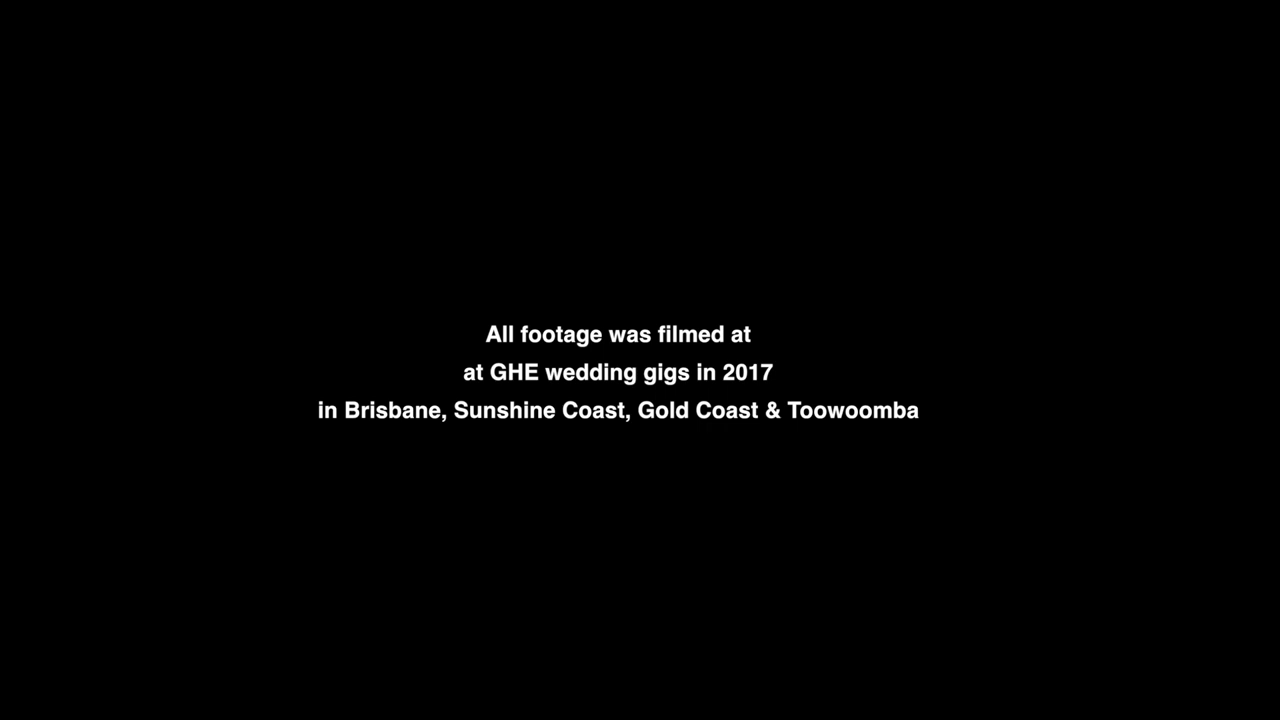 All footage was filmed at
at GHE wedding gigs in 2017
in Brisbane, Sunshine Coast, Gold Coast & Toowoomba